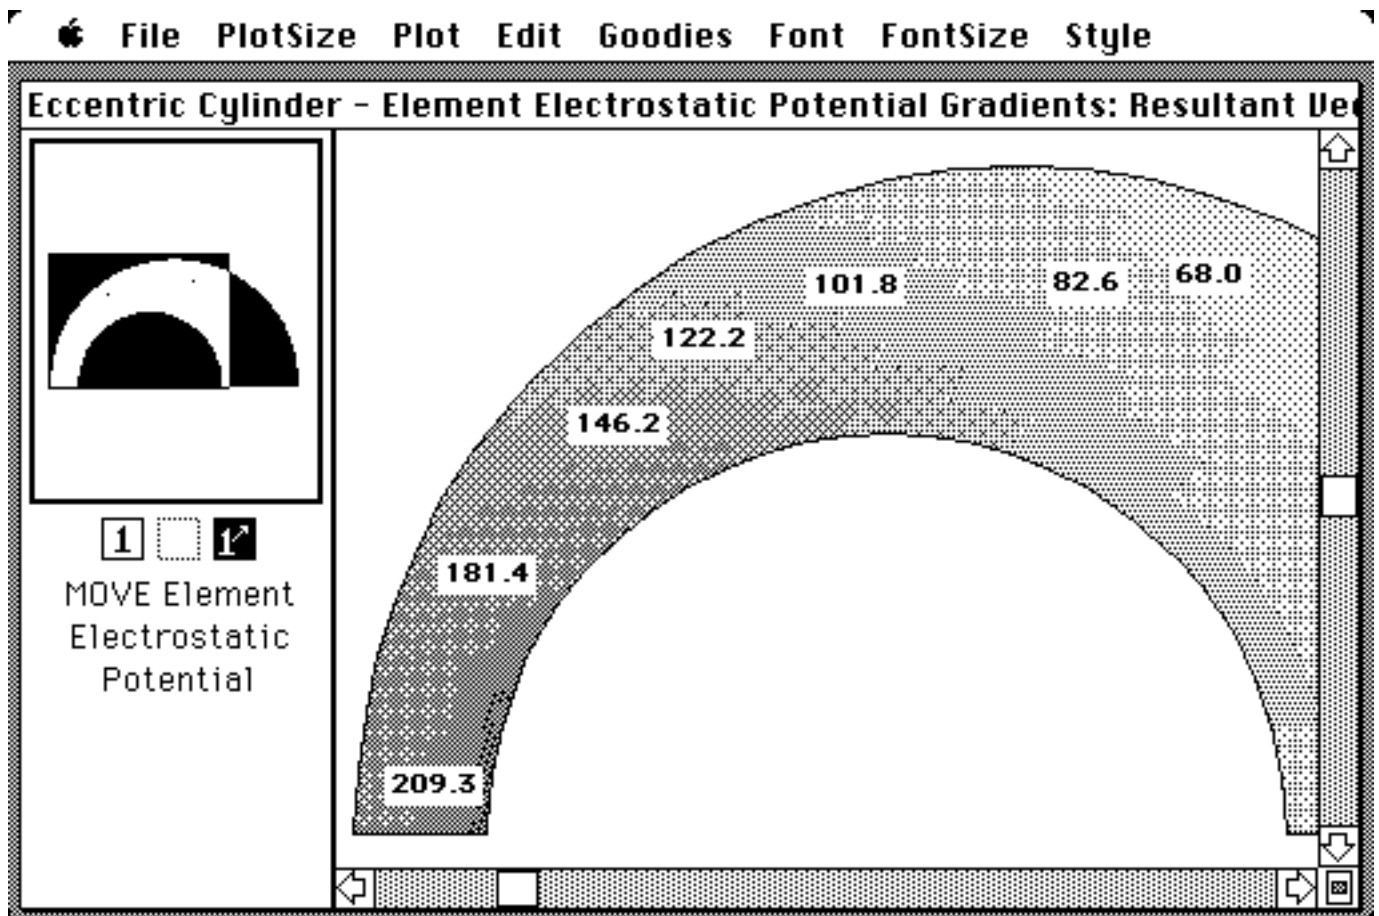 File PlotSize Plot Edit Goodies Font FontSize Style
Eccentric Cylinder - Element Electrostatic Potential Gradients: Resultant
68.0
82.6
101.8
122.2
146.2
1 1
181.4
MOVE Element
Electrostatic
Potential
209.3